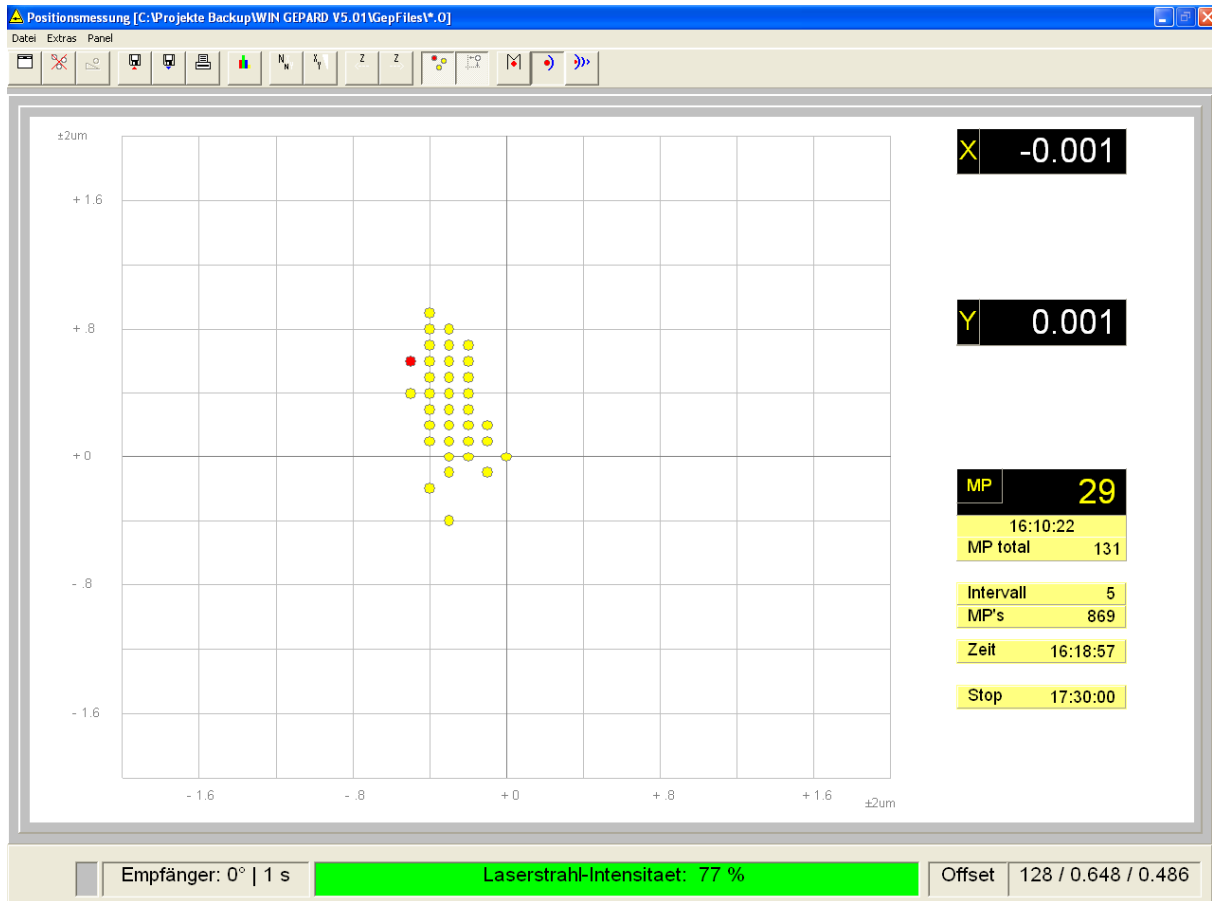 Positionsmessung [C:\Projekte Backup\WIN GEPARD V5.01\GepFiles\*.O]
Datei Extras Panel
N N X Y Z Z
±2um
+ 1.6
+ .8
+ 0
- .8
- 1.6
- 1.6 - .8 + 0 + .8 + 1.6 ±2um
X -0.001
Y 0.001
MP 29
16:10:22
MP total 131
Intervall 5
MP's 869
Zeit 16:18:57
Stop 17:30:00
Empfänger: 0° | 1 s
Laserstrahl-Intensitaet: 77 %
Offset 128 / 0.648 / 0.486